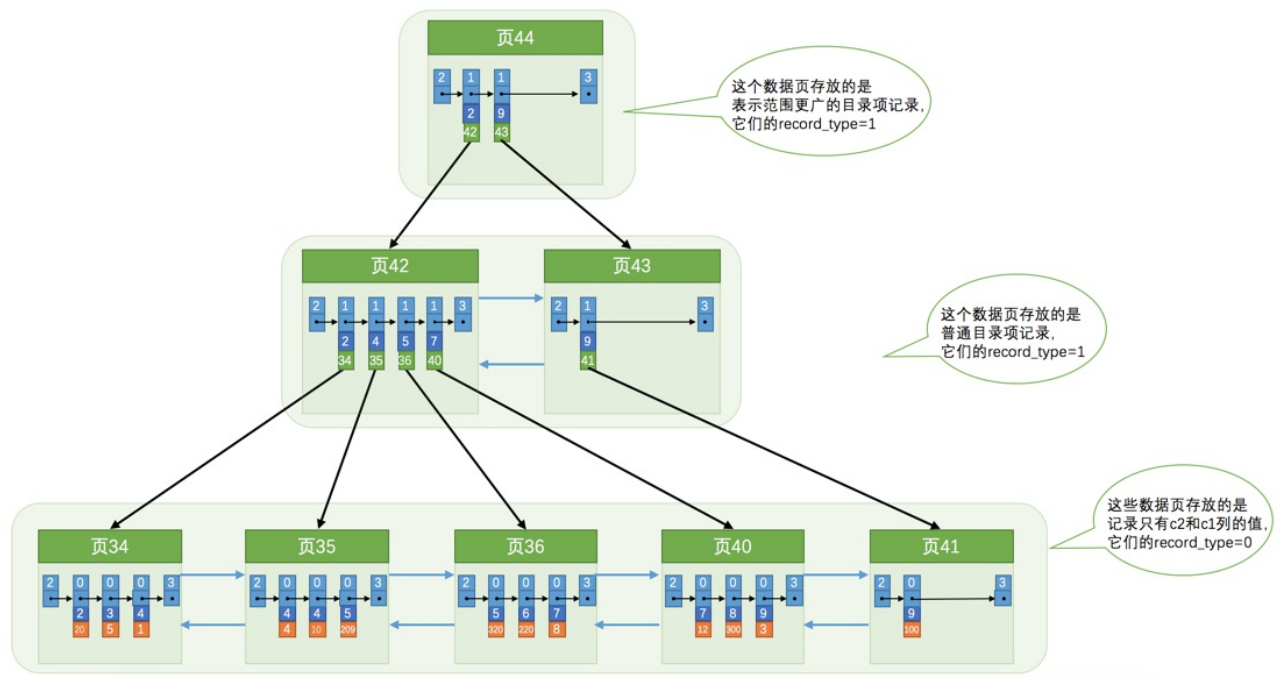 页44
2 1 1 3
2 9
42 43
这个数据页存放的是
表示范围更广的目录项记录,
它们的record_type=1
页42 页43
2 1 1 1 1 3 2 1 3
2 4 5 7 9
34 35 36 40 41
这个数据页存放的是
普通目录项记录,
它们的record_type=1
这些数据页存放的是
记录只有c2和c1列的值,
它们的record_type=0
页34 页35 页36 页40 页41
2 0 0 0 3 2 0 0 0 3 2 0 0 0 3 2 0 0 0 3 2 0 3
2 3 4 4 4 5 5 6 7 7 8 9 9
20 5 1 4 10 209 320 220 8 12 300 3 100